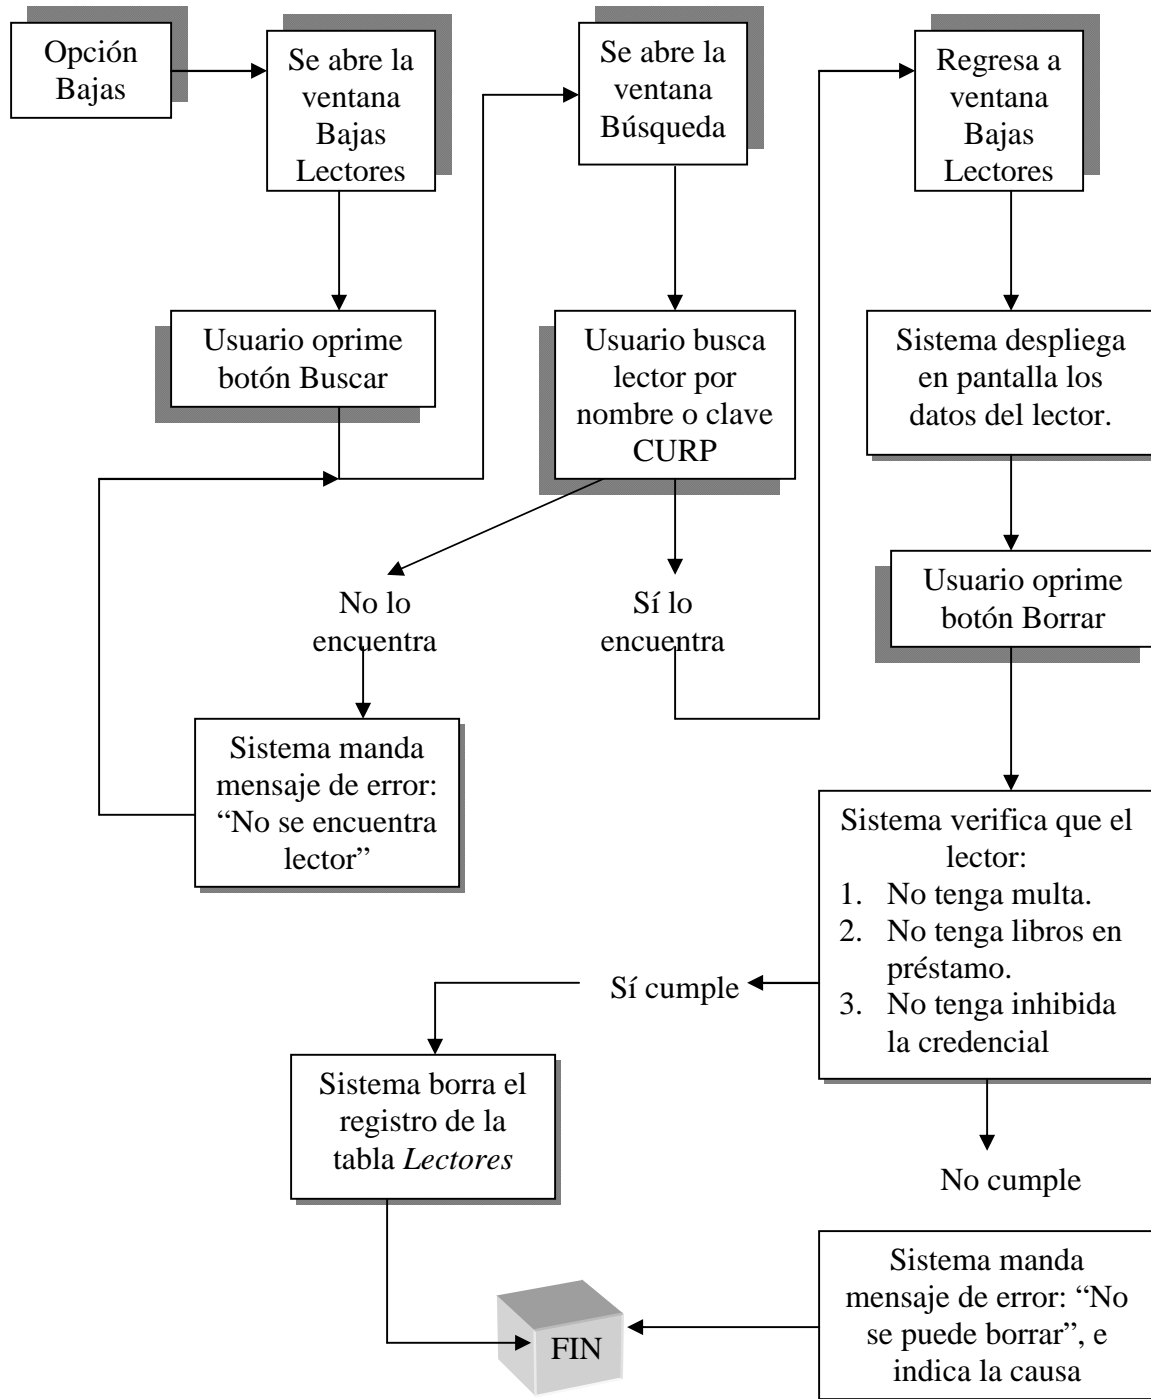 Opción
Bajas
Se abre la
ventana
Bajas
Lectores
Usuario oprime
botón Buscar
Se abre la
ventana
Búsqueda
Usuario busca
lector por
nombre o clave
CURP
No lo
encuentra
Sistema manda
mensaje de error:
“No se encuentra
lector”
Sí lo
encuentra
Regresa a
ventana
Bajas
Lectores
Sistema despliega
en pantalla los
datos del lector.
Usuario oprime
botón Borrar
Sistema verifica que el
lector:
1. No tenga multa.
2. No tenga libros en
préstamo.
3. No tenga inhibida
la credencial
Sí cumple
Sistema borra el
registro de la
tabla Lectores
No cumple
Sistema manda
mensaje de error: “No
se puede borrar”, e
indica la causa
FIN